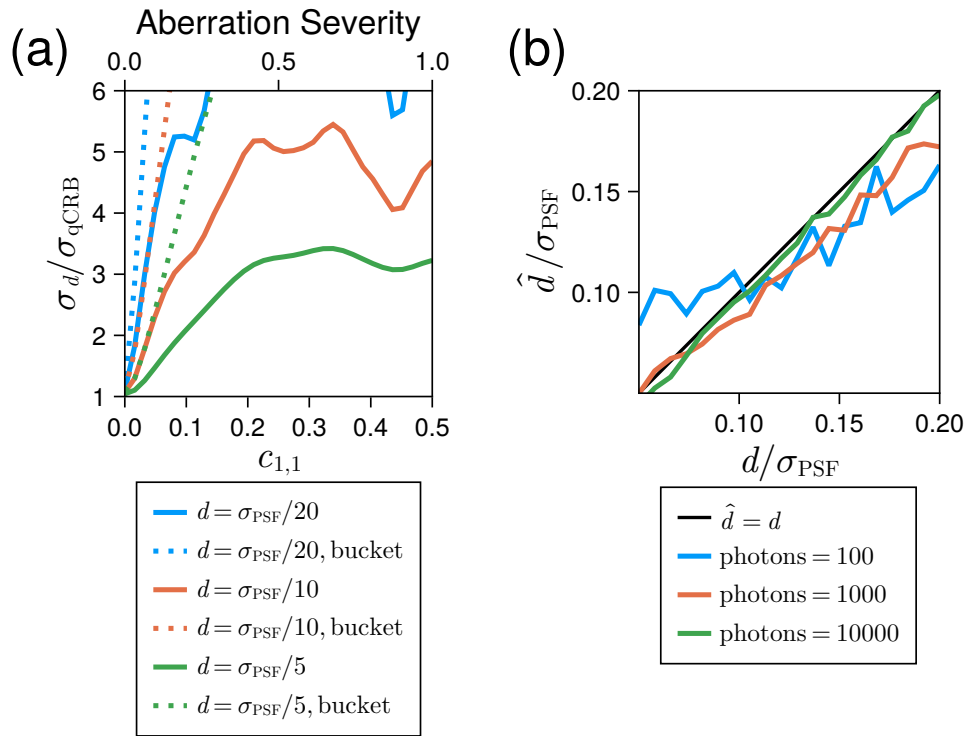 (a)
Aberration Severity
0.0 0.5 1.0
6
5
4
3
2
1
σ_d/σ_qCRB
0.0 0.1 0.2 0.3 0.4 0.5
c_{1,1}
d = σ_PSF/20
d = σ_PSF/20, bucket
d = σ_PSF/10
d = σ_PSF/10, bucket
d = σ_PSF/5
d = σ_PSF/5, bucket
(b)
0.20
0.15
0.10
d̂/σ_PSF
0.10 0.15 0.20
d/σ_PSF
d̂ = d
photons = 100
photons = 1000
photons = 10000